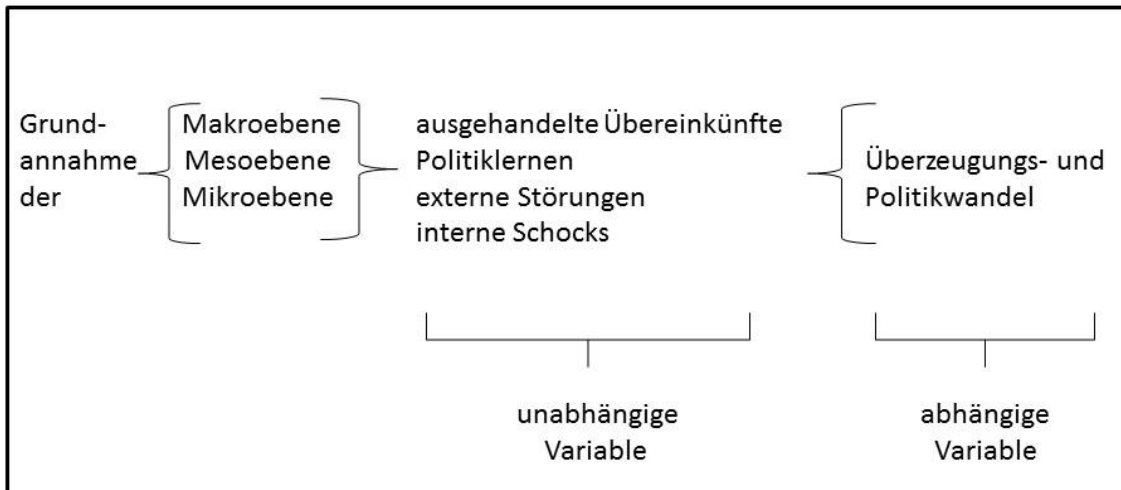 Grund-
annahme
der
Makroebene
Mesoebene
Mikroebene
ausgehandelte Übereinkünfte
Politiklernen
externe Störungen
interne Schocks
Überzeugungs- und
Politikwandel
unabhängige
Variable
abhängige
Variable